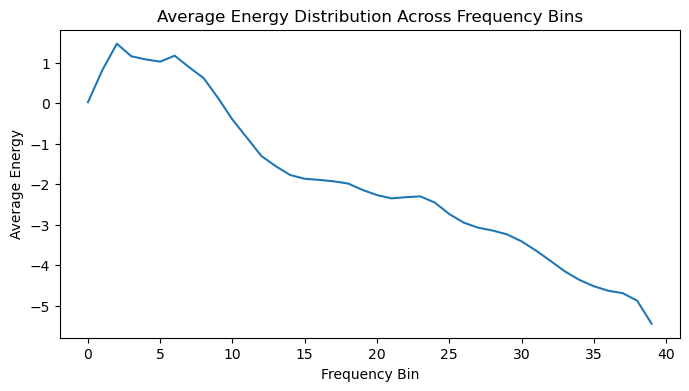 Average Energy Distribution Across Frequency Bins
Average Energy
1
0
−1
−2
−3
−4
−5
0 5 10 15 20 25 30 35 40
Frequency Bin